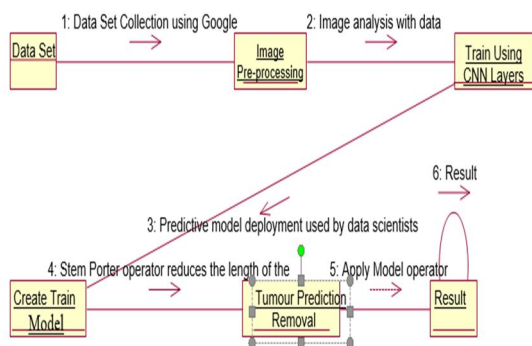 1: Data Set Collection using Google
2: Image analysis with data
Data Set
Image
Pre-processing
Train Using
CNN Layers
6: Result
3: Predictive model deployment used by data scientists
4: Stem Porter operator reduces the length of the
5: Apply Model operator
Create Train
Model
Tumour Prediction
Removal
Result